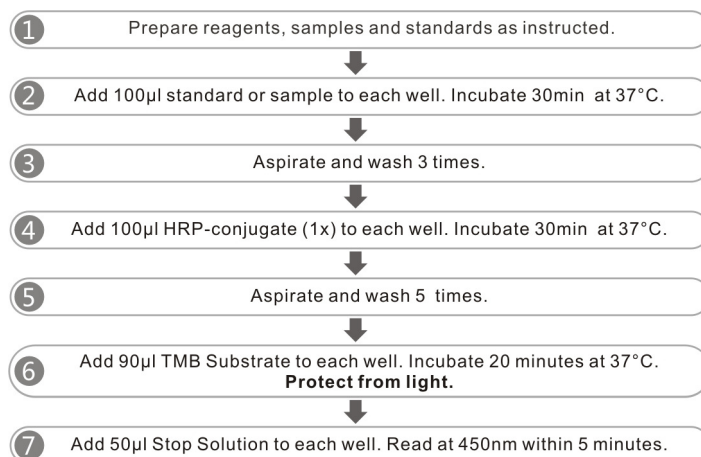 1 Prepare reagents, samples and standards as instructed.
2 Add 100μl standard or sample to each well. Incubate 30min at 37°C.
3 Aspirate and wash 3 times.
4 Add 100μl HRP-conjugate (1x) to each well. Incubate 30min at 37°C.
5 Aspirate and wash 5 times.
6 Add 90μl TMB Substrate to each well. Incubate 20 minutes at 37°C.
Protect from light.
7 Add 50μl Stop Solution to each well. Read at 450nm within 5 minutes.